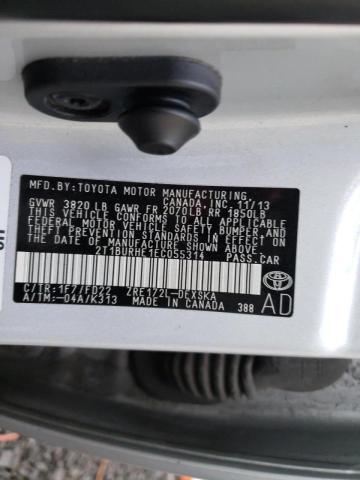 MFD.BY:TOYOTA MOTOR MANUFACTURING,
CANADA,INC.11/13
GVWR 3820 LB GAWR FR 2070LB RR 1850LB
THIS VEHICLE CONFORMS TO ALL APPLICABLE
FEDERAL MOTOR VEHICLE SAFETY, BUMPER, AND
THEFT PREVENTION STANDARDS IN EFFECT ON
THE DATE OF MANUFACTURE SHOWN ABOVE.
2T1BURHE1EC055314 PASS.CAR
C/TR:1F7/FD22 ZRE172L-DEXSKA
A/TM:-04A/K313 MADE IN CANADA 388
AD